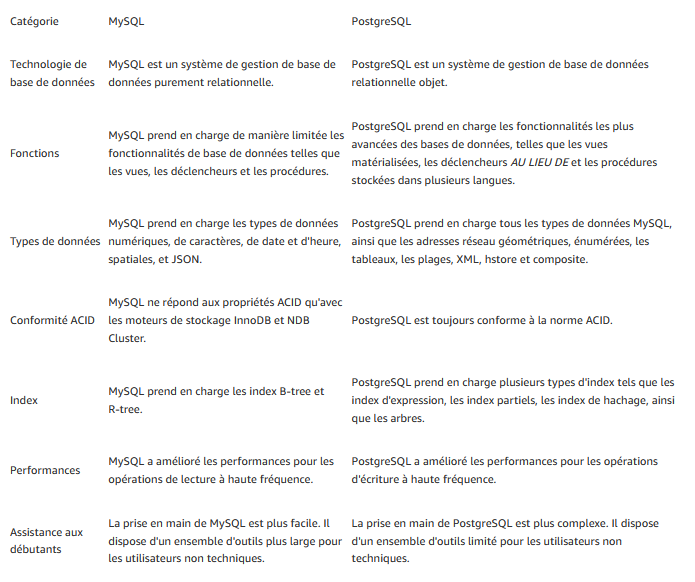 Catégorie
MySQL
PostgreSQL
Technologie de
base de données
MySQL est un système de gestion de base de
données purement relationnelle.
PostgreSQL est un système de gestion de base de données
relationnelle objet.
Fonctions
MySQL prend en charge de manière limitée les
fonctionnalités de base de données telles que
les vues, les déclencheurs et les procédures.
PostgreSQL prend en charge les fonctionnalités les plus
avancées des bases de données, telles que les vues
matérialisées, les déclencheurs AU LIEU DE et les procédures
stockées dans plusieurs langues.
Types de données
MySQL prend en charge les types de données
numériques, de caractères, de date et d'heure,
spatiales, et JSON.
PostgreSQL prend en charge tous les types de données MySQL,
ainsi que les adresses réseau géométriques, énumérées, les
tableaux, les plages, XML, hstore et composite.
Conformité ACID
MySQL ne répond aux propriétés ACID qu'avec
les moteurs de stockage InnoDB et NDB
Cluster.
PostgreSQL est toujours conforme à la norme ACID.
Index
MySQL prend en charge les index B-tree et
R-tree.
PostgreSQL prend en charge plusieurs types d'index tels que les
index d'expression, les index partiels, les index de hachage, ainsi
que les arbres.
Performances
MySQL a amélioré les performances pour les
opérations de lecture à haute fréquence.
PostgreSQL a amélioré les performances pour les opérations
d'écriture à haute fréquence.
Assistance aux
débutants
La prise en main de MySQL est plus facile. Il
dispose d'un ensemble d'outils plus large pour
les utilisateurs non techniques.
La prise en main de PostgreSQL est plus complexe. Il dispose
d'un ensemble d'outils limité pour les utilisateurs non
techniques.